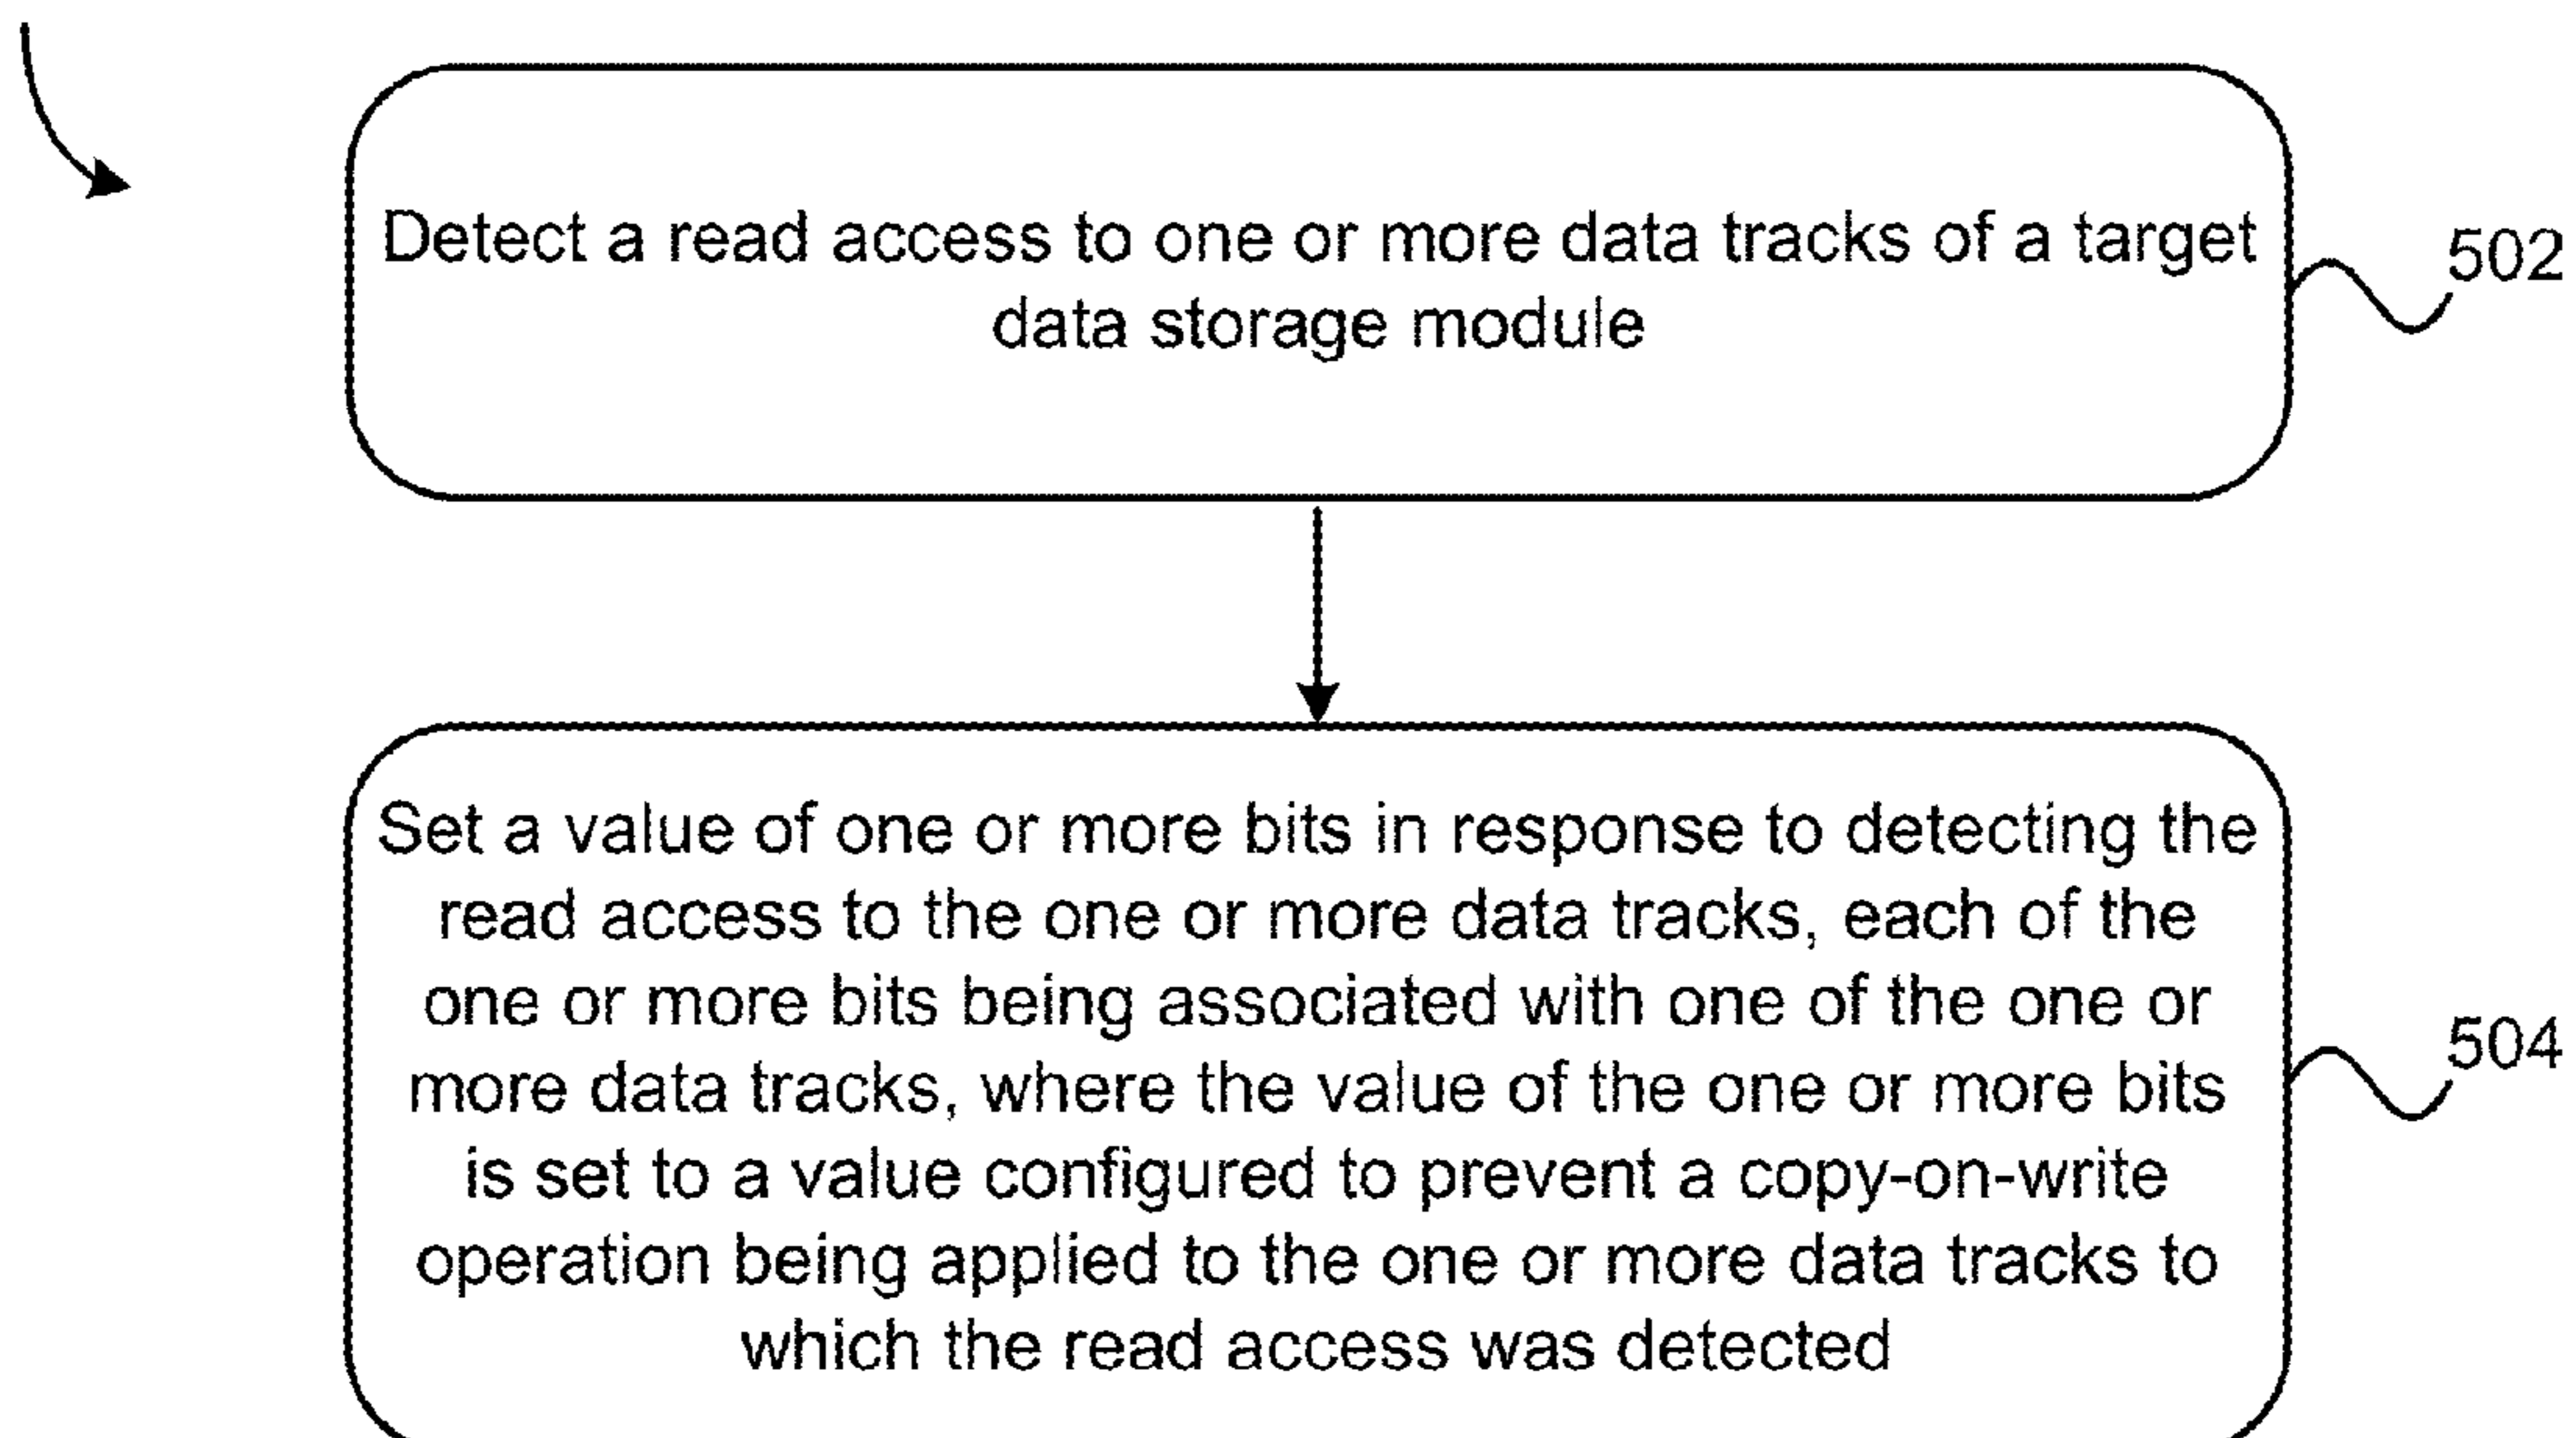 Detect a read access to one or more data tracks of a target
data storage module
502
Set a value of one or more bits in response to detecting the
read access to the one or more data tracks, each of the
one or more bits being associated with one of the one or
more data tracks, where the value of the one or more bits
is set to a value configured to prevent a copy-on-write
operation being applied to the one or more data tracks to
which the read access was detected
504